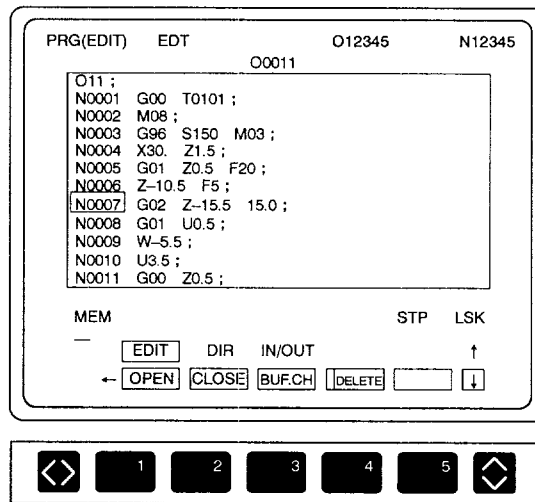 PRG(EDIT) EDT O12345 N12345
O0011
O11 ;
N0001 G00 T0101 ;
N0002 M08 ;
N0003 G96 S150 M03 ;
N0004 X30. Z1.5 ;
N0005 G01 Z0.5 F20 ;
N0006 Z–10.5 F5 ;
N0007 G02 Z--15.5 15.0 ;
N0008 G01 U0.5 ;
N0009 W–5.5 ;
N0010 U3.5 ;
N0011 G00 Z0.5 ;
MEM STP LSK
EDIT DIR IN/OUT ↑
← OPEN CLOSE BUF.CH DELETE ↓
1 2 3 4 5